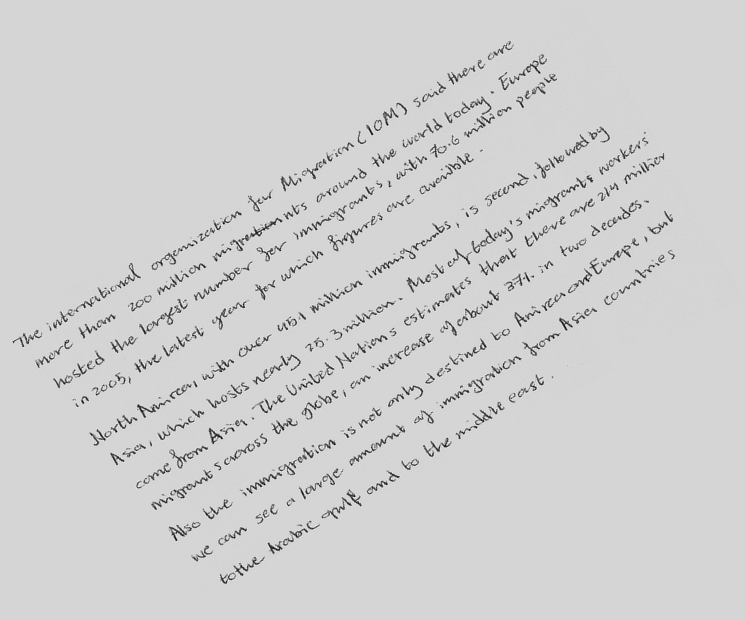 The international organization for Migration (IOM) said there are
more than 200 million migrationnts around the world today. Europe
hosted the largest number for immigrants, with 70.6 million people
in 2005, the latest year for which figures are avaible.
North Amirca, with over 45.1 million immigrants, is second, followed by
Asia, which hosts nearly 25.3 million. Most of today's migrants workers
come from Asia. The United Nations estimates that there are 214 million
migrants across the globe, an increase of about 37% in two decades.
Also the immigration is not only destined to Amirca and Europe, but
we can see a large amount of immigration from Asia countries
to the Arabic gulf and to the middle east.